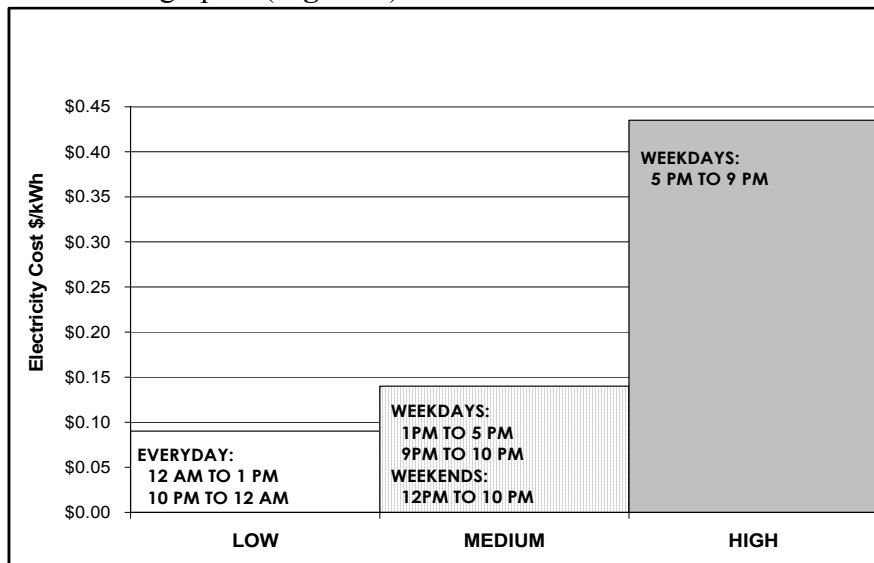 $0.45
$0.40
$0.35
$0.30
$0.25
$0.20
$0.15
$0.10
$0.05
$0.00
Electricity Cost $/kWh
EVERYDAY:
12 AM TO 1 PM
10 PM TO 12 AM
WEEKDAYS:
1PM TO 5 PM
9PM TO 10 PM
WEEKENDS:
12PM TO 10 PM
WEEKDAYS:
5 PM TO 9 PM
LOW
MEDIUM
HIGH